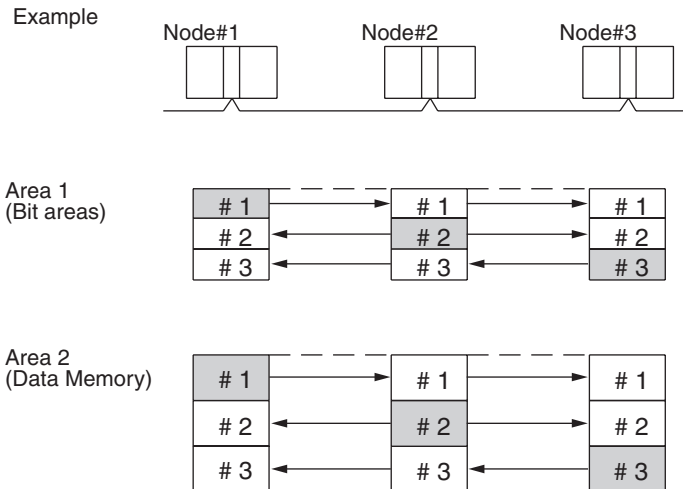 Example
Node#1 Node#2 Node#3
Area 1
(Bit areas)
# 1 # 1 # 1
# 2 # 2 # 2
# 3 # 3 # 3
Area 2
(Data Memory)
# 1 # 1 # 1
# 2 # 2 # 2
# 3 # 3 # 3